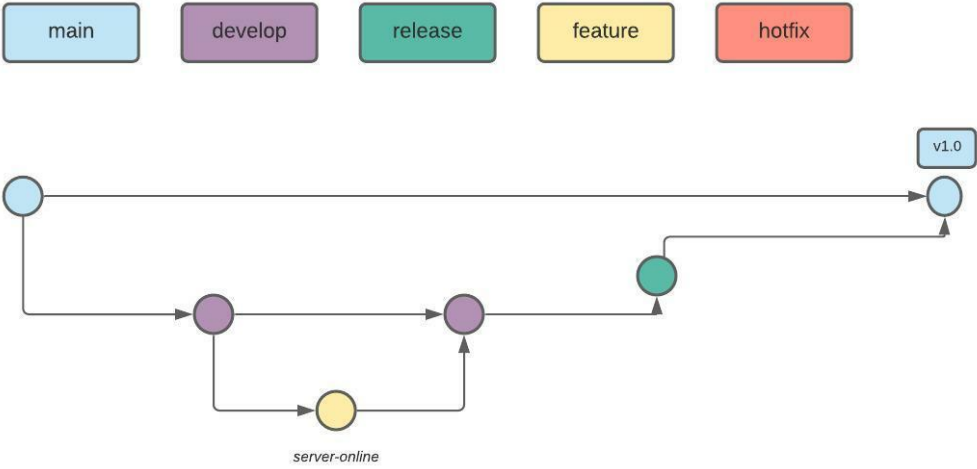 main
develop
release
feature
hotfix
v1.0
server-online